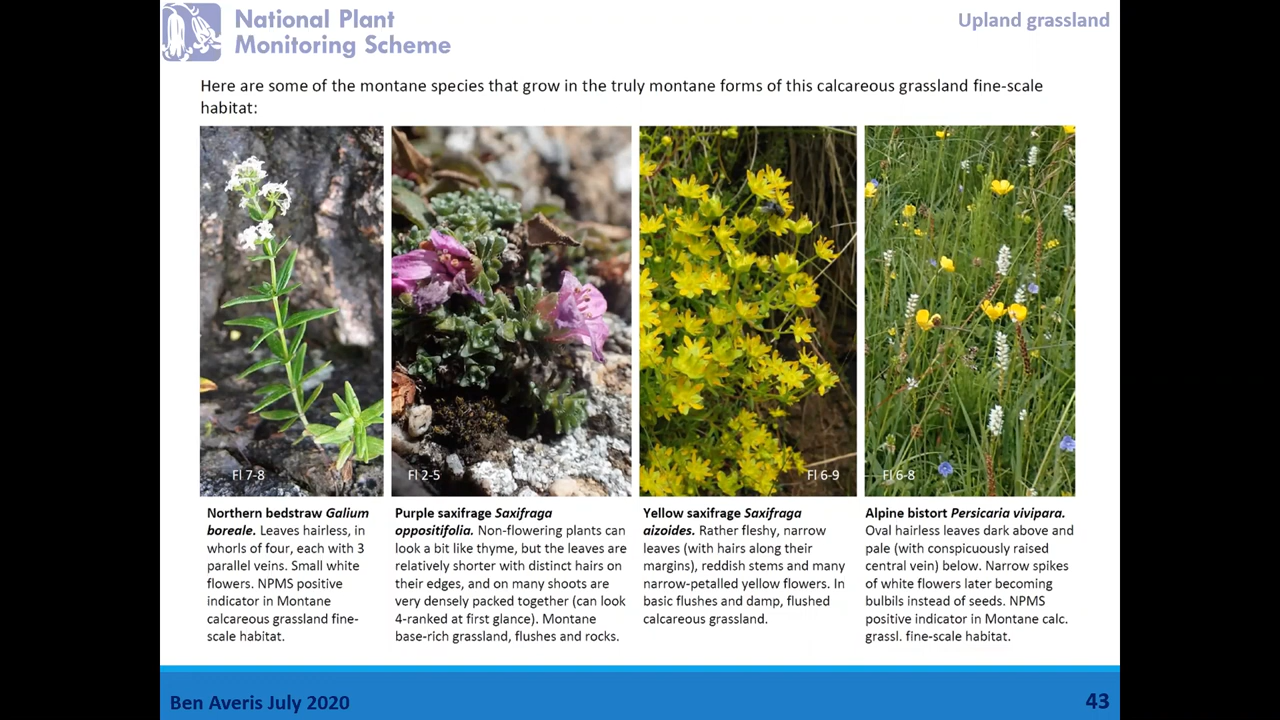 National Plant
Monitoring Scheme
Upland grassland
Here are some of the montane species that grow in the truly montane forms of this calcareous grassland fine-scale
habitat:
Fl 7-8
Fl 2-5
Fl 6-9
Fl 6-8
Northern bedstraw Galium
boreale. Leaves hairless, in
whorls of four, each with 3
parallel veins. Small white
flowers. NPMS positive
indicator in Montane
calcareous grassland fine-
scale habitat.
Purple saxifrage Saxifraga
oppositifolia. Non-flowering plants can
look a bit like thyme, but the leaves are
relatively shorter with distinct hairs on
their edges, and on many shoots are
very densely packed together (can look
4-ranked at first glance). Montane
base-rich grassland, flushes and rocks.
Yellow saxifrage Saxifraga
aizoides. Rather fleshy, narrow
leaves (with hairs along their
margins), reddish stems and many
narrow-petalled yellow flowers. In
basic flushes and damp, flushed
calcareous grassland.
Alpine bistort Persicaria vivipara.
Oval hairless leaves dark above and
pale (with conspicuously raised
central vein) below. Narrow spikes
of white flowers later becoming
bulbils instead of seeds. NPMS
positive indicator in Montane calc.
grassl. fine-scale habitat.
Ben Averis July 2020
43